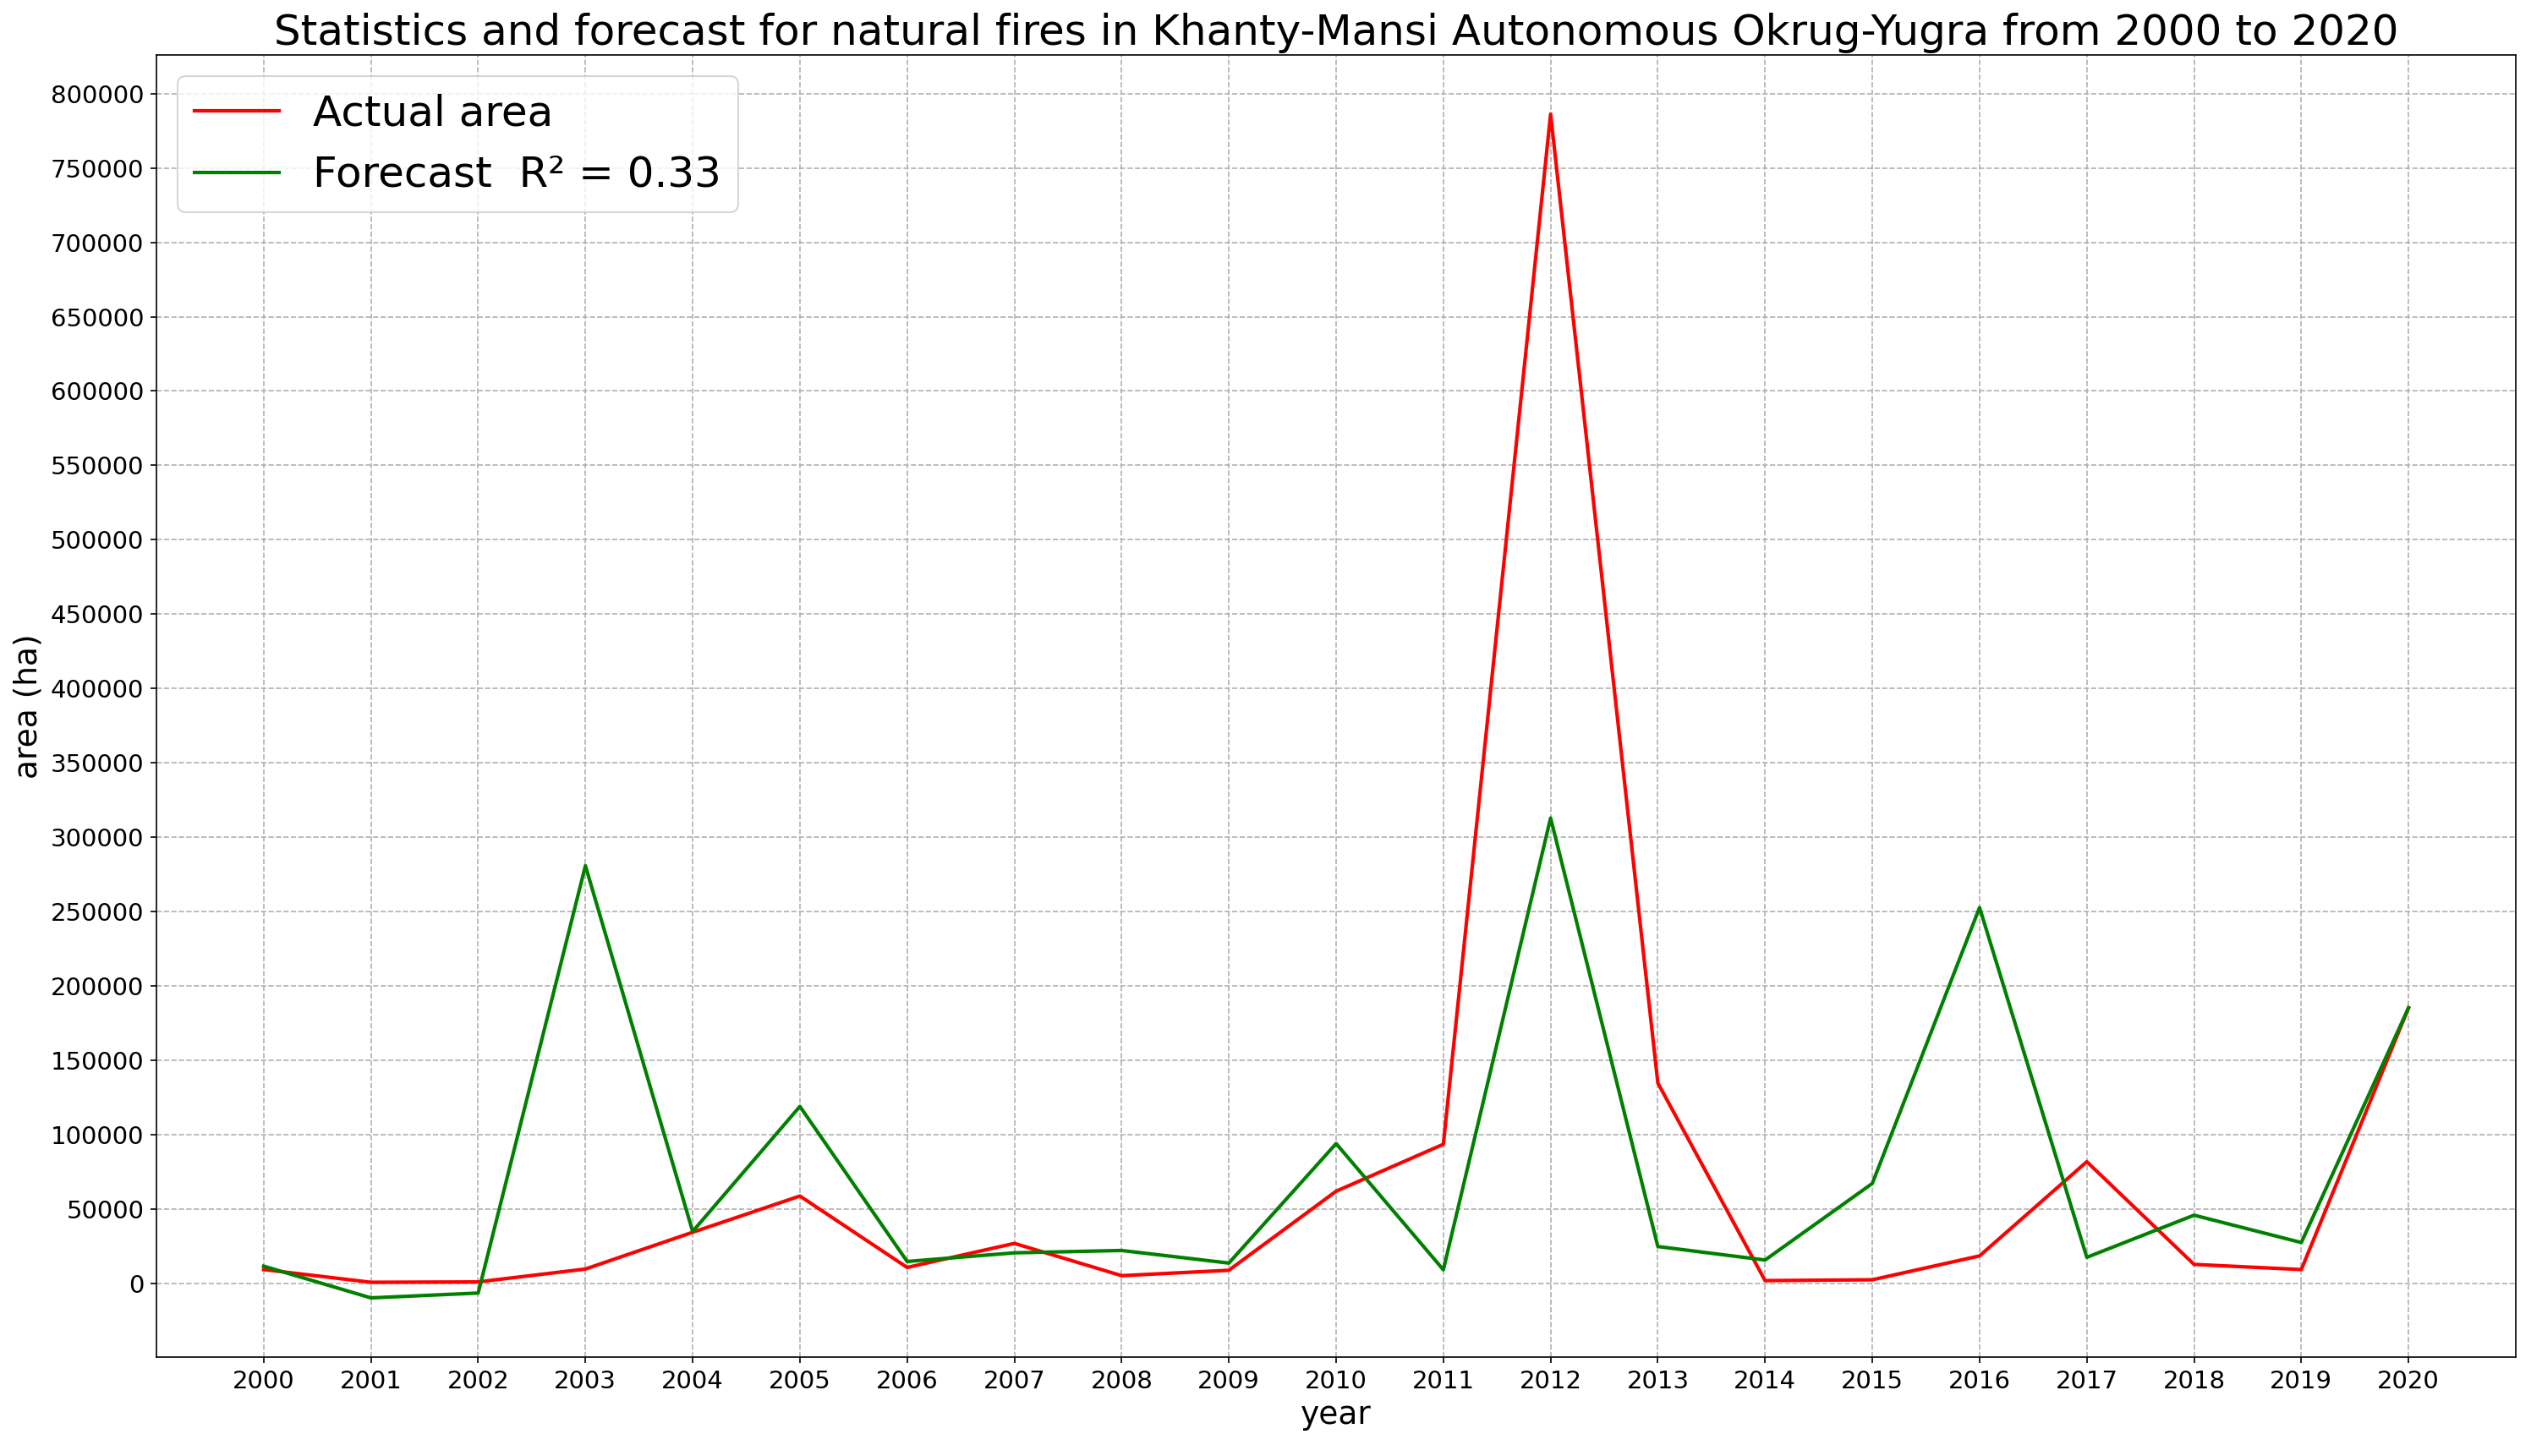 Statistics and forecast for natural fires in Khanty-Mansi Autonomous Okrug-Yugra from 2000 to 2020
Actual area
Forecast  R² = 0.33
800000
750000
700000
650000
600000
550000
500000
450000
400000
350000
300000
250000
200000
150000
100000
50000
0
area (ha)
2000 2001 2002 2003 2004 2005 2006 2007 2008 2009 2010 2011 2012 2013 2014 2015 2016 2017 2018 2019 2020
year